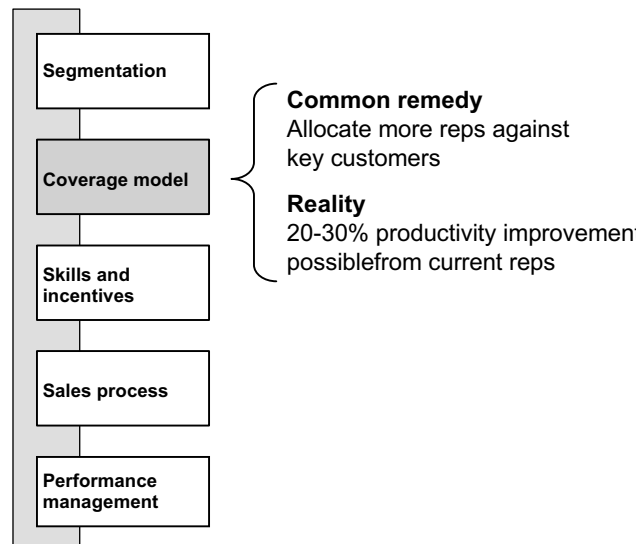 Segmentation
Coverage model
Common remedy
Allocate more reps against
key customers
Reality
20-30% productivity improvement
possiblefrom current reps
Skills and
incentives
Sales process
Performance
management